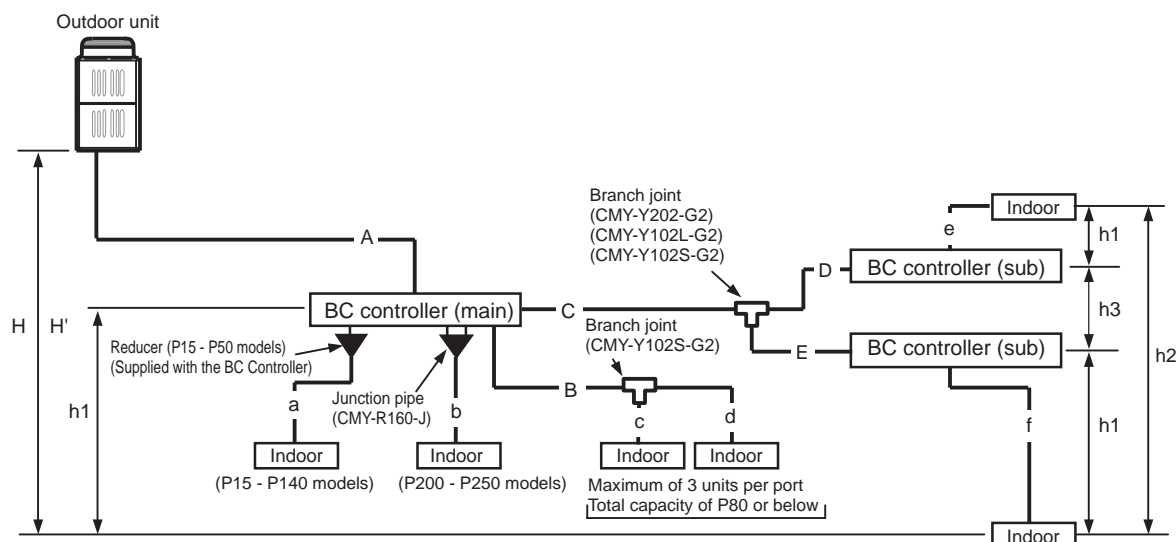 Outdoor unit
Branch joint
(CMY-Y202-G2)
(CMY-Y102L-G2)
(CMY-Y102S-G2)
Indoor
e
h1
A
D
BC controller (sub)
BC controller (main)
C
h3
H
H'
Branch joint
(CMY-Y102S-G2)
E
BC controller (sub)
h2
Reducer (P15 - P50 models)
(Supplied with the BC Controller)
Junction pipe
(CMY-R160-J)
B
h1
a
b
c
d
f
h1
Indoor
Indoor
Indoor
Indoor
(P15 - P140 models)
(P200 - P250 models)
Maximum of 3 units per port
Total capacity of P80 or below
Indoor